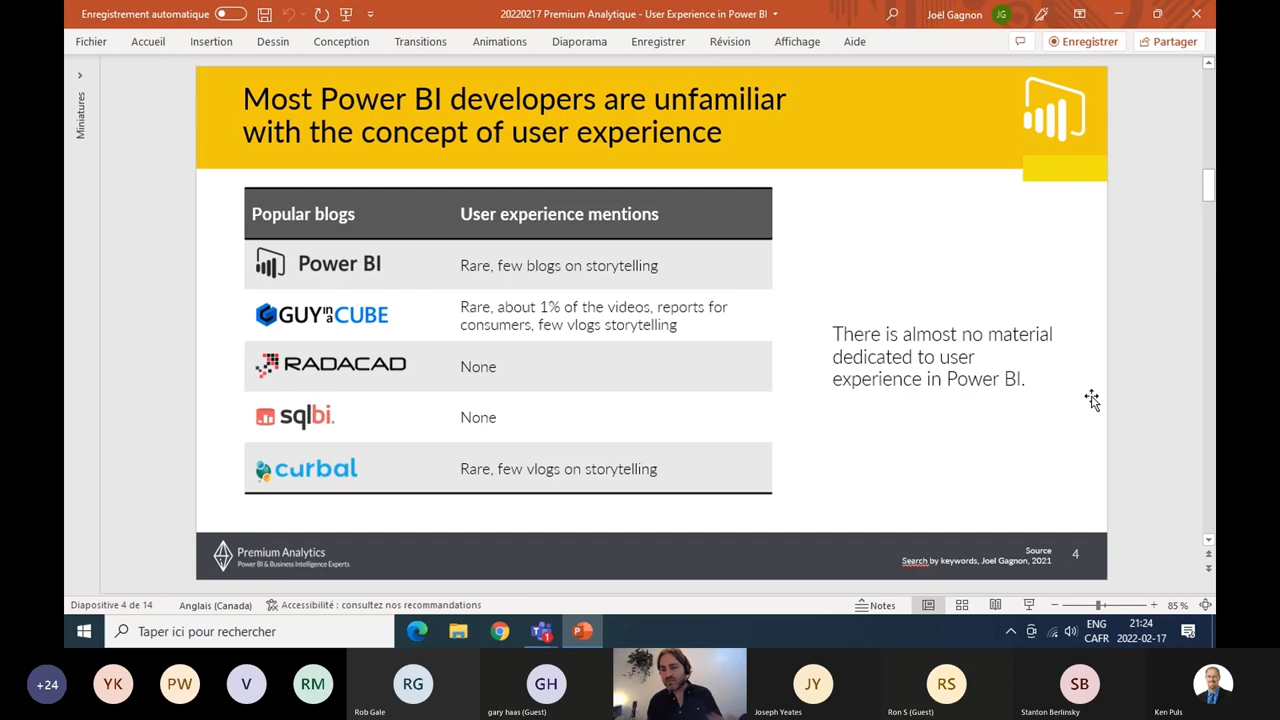 Enregistrement automatique
20220217 Premium Analytique - User Experience in Power BI
Joël Gagnon
JG
Fichier
Accueil
Insertion
Dessin
Conception
Transitions
Animations
Diaporama
Enregistrer
Révision
Affichage
Aide
Enregistrer
Partager
Miniatures
Most Power BI developers are unfamiliar
with the concept of user experience
Popular blogs
User experience mentions
Power BI
Rare, few blogs on storytelling
GUY in a CUBE
Rare, about 1% of the videos, reports for
consumers, few vlogs storytelling
RADACAD
None
sqlbi.
None
curbal
Rare, few vlogs on storytelling
There is almost no material
dedicated to user
experience in Power BI.
Premium Analytics
Power BI & Business Intelligence Experts
Source
Search by keywords, Joel Gagnon, 2021
4
Diapositive 4 de 14
Anglais (Canada)
Accessibilité : consultez nos recommandations
Notes
85 %
Taper ici pour rechercher
ENG
CAFR
21:24
2022-02-17
+24
YK
PW
V
RM
RG
GH
JY
RS
SB
Rob Gale
gary haas (Guest)
Joseph Yeates
Ron S (Guest)
Stanton Berlinsky
Ken Puls